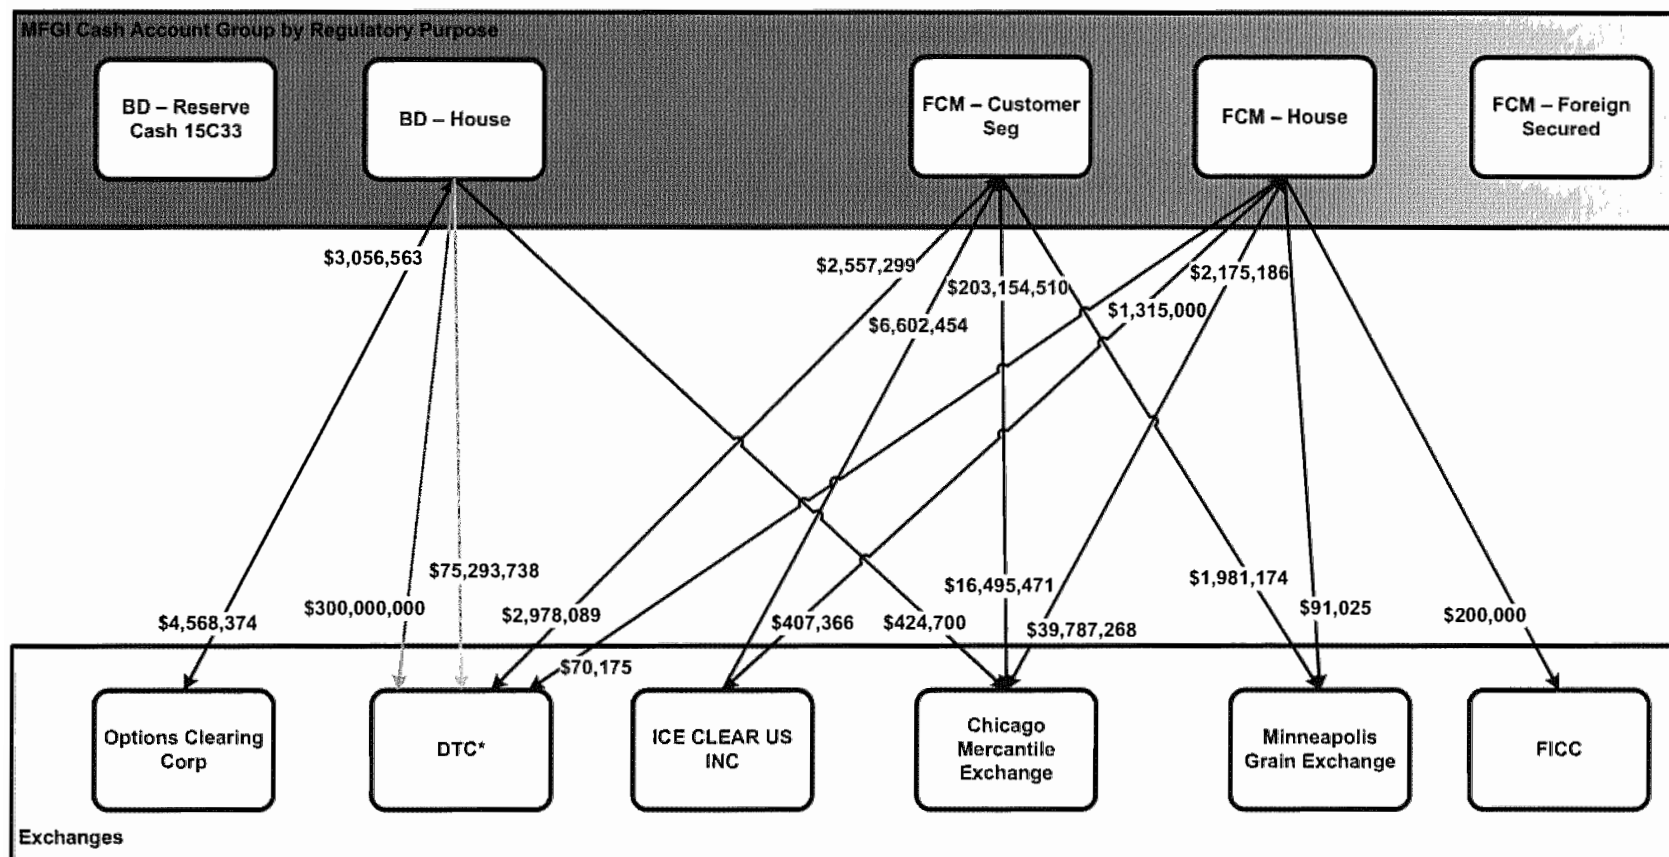 MFGI Cash Account Group by Regulatory Purpose
BD – Reserve
Cash 15C33
BD – House
FCM – Customer
Seg
FCM – House
FCM – Foreign
Secured
$3,056,563
$2,557,299
$203,154,510
$2,175,186
$6,602,454
$1,315,000
$75,293,738
$16,495,471
$1,981,174
$300,000,000
$4,568,374
$2,978,089
$407,366
$424,700
$39,787,268
$91,025
$200,000
$70,175
Options Clearing
Corp
DTC*
ICE CLEAR US
INC
Chicago
Mercantile
Exchange
Minneapolis
Grain Exchange
FICC
Exchanges